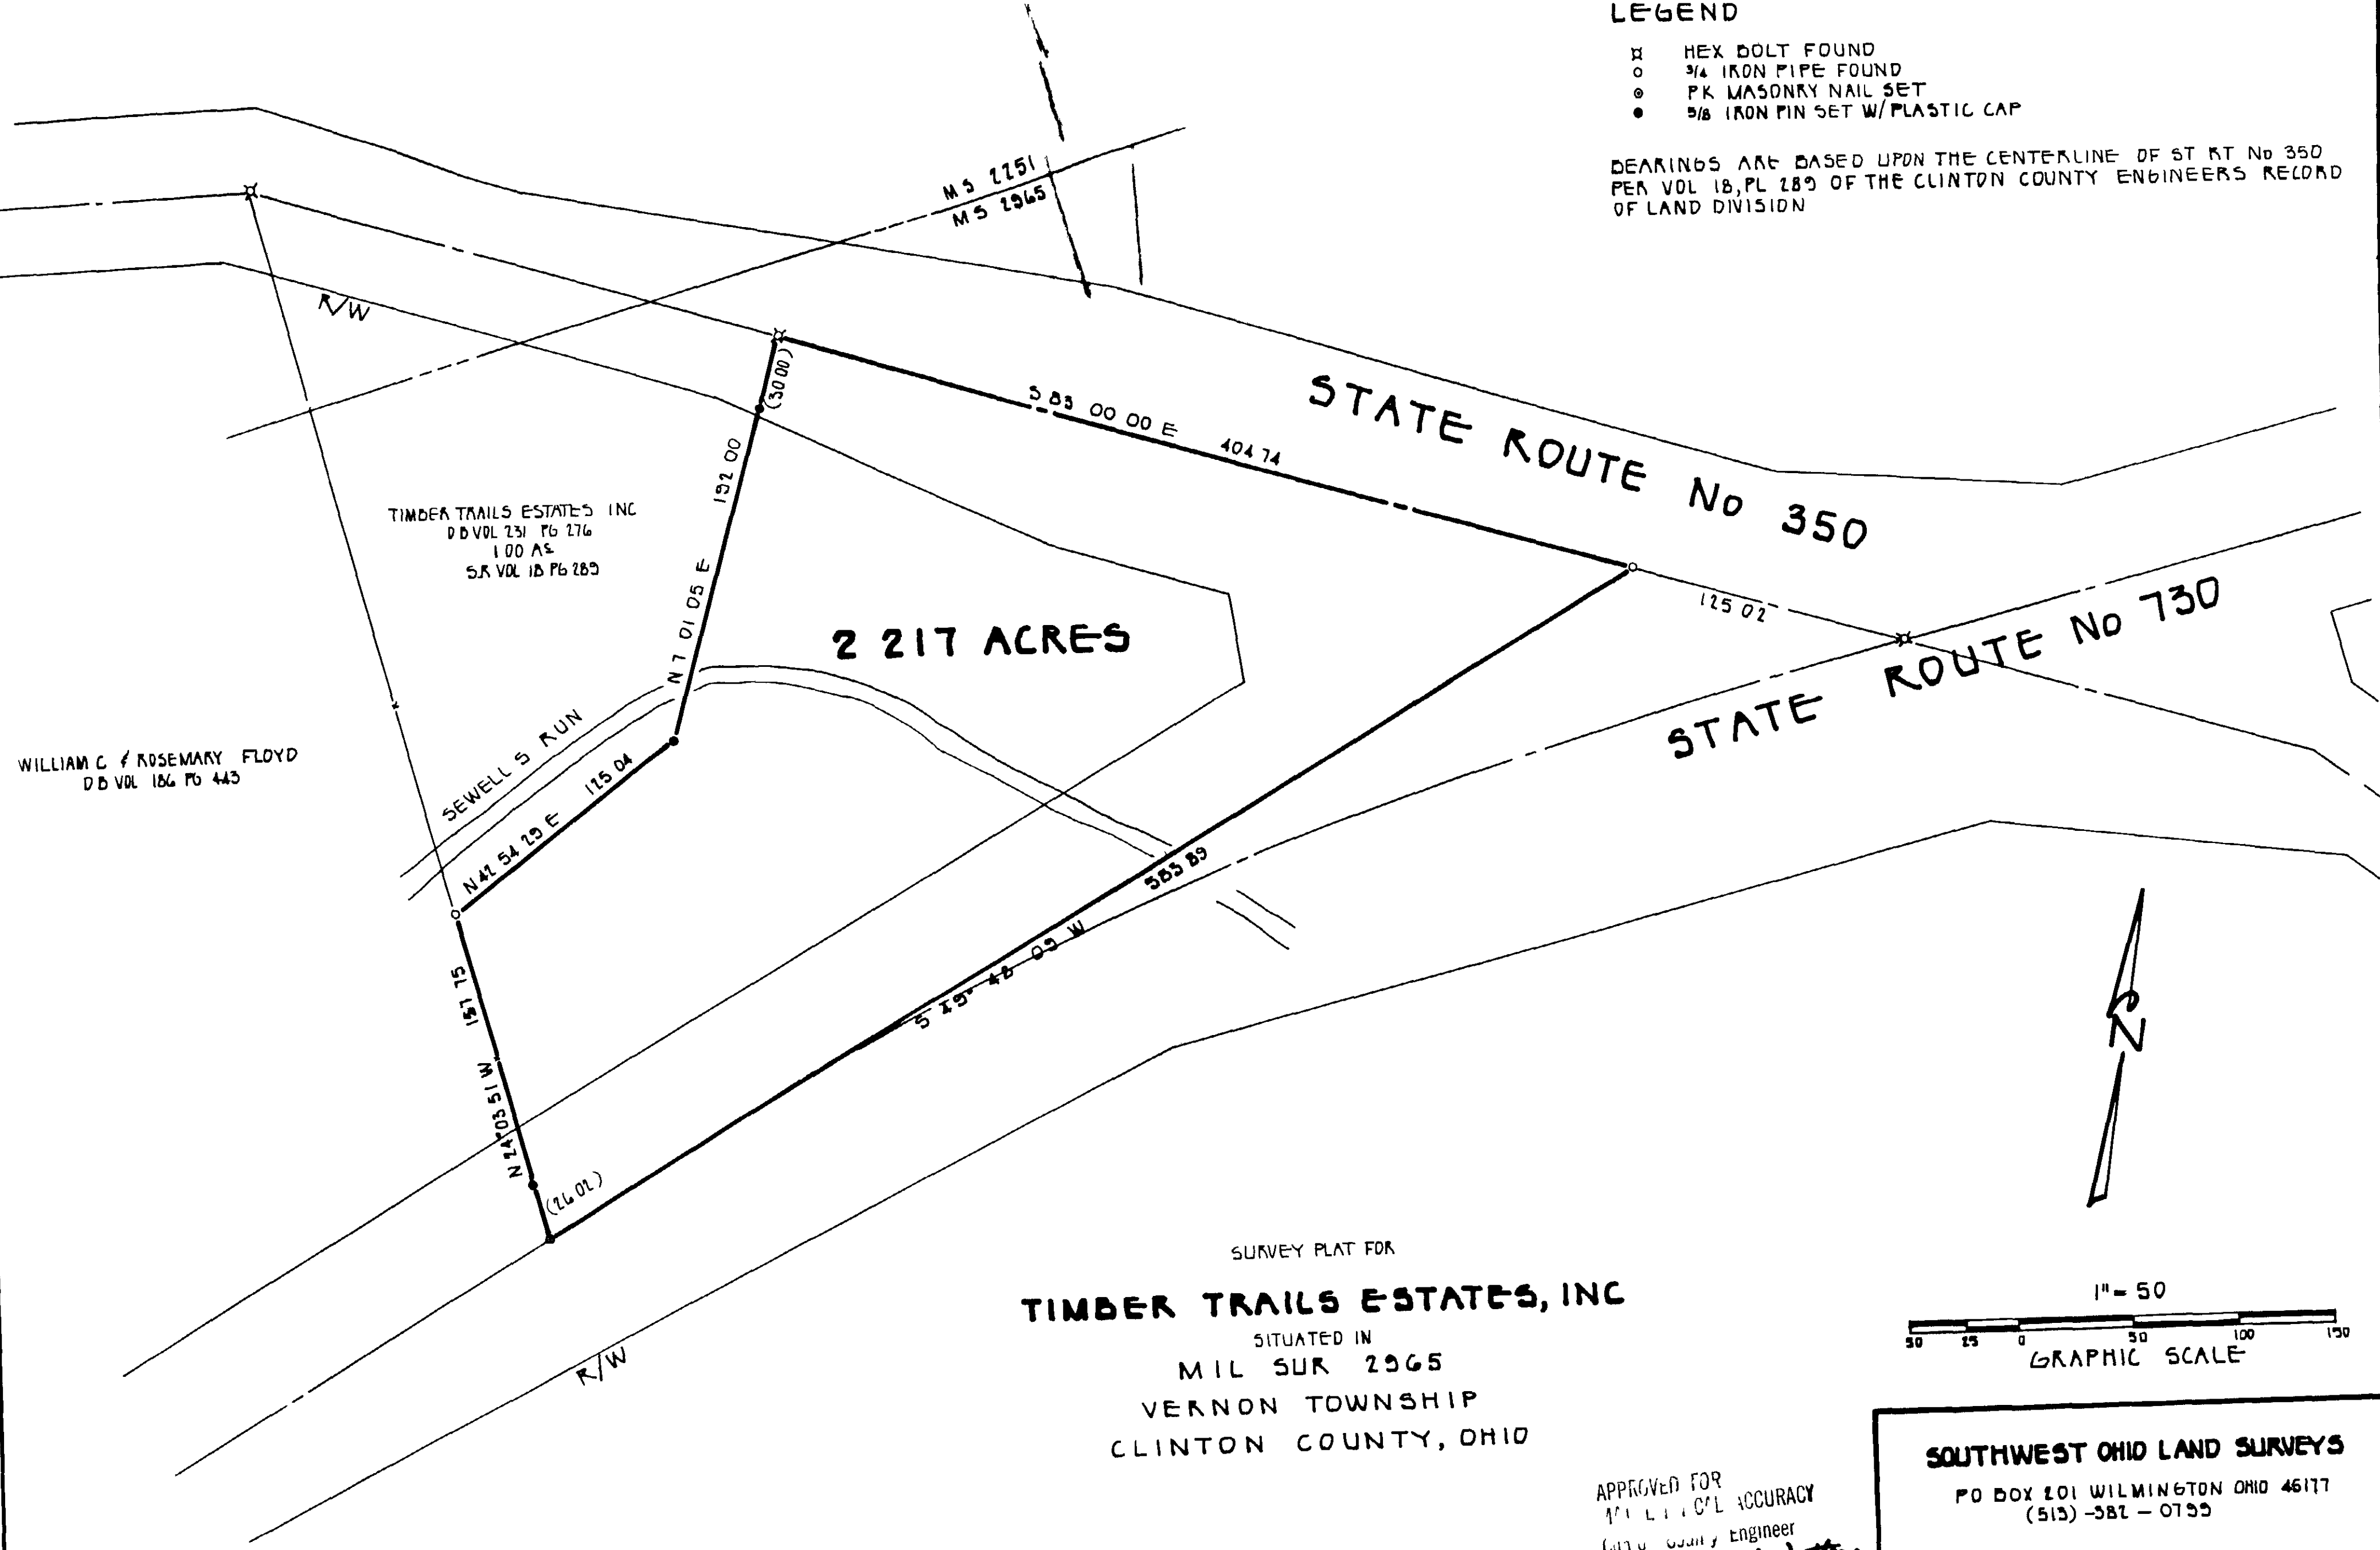 LEGEND
HEX BOLT FOUND
3/4 IRON PIPE FOUND
PK MASONRY NAIL SET
5/8 IRON PIN SET W/PLASTIC CAP
BEARINGS ARE BASED UPON THE CENTERLINE OF ST RT No 350
PER VOL 18, PL 289 OF THE CLINTON COUNTY ENGINEERS RECORD
OF LAND DIVISION
MS 2251
MS 2965
R/W
(30 00)
S 83 00 00 E 404 74
STATE ROUTE No 350
192 00
N 7 01 05 E
TIMBER TRAILS ESTATES INC
D B VOL 231 PG 276
1 00 AC
S.R VOL 18 PG 289
2 217 ACRES
125 02
STATE ROUTE No 730
SEWELL S RUN
WILLIAM C & ROSEMARY FLOYD
D B VOL 186 PG 443
N 42 54 29 E 125 04
583 89
S 49° 48 09 W
157 75
N 24°03 51 W
(26 02)
N
SURVEY PLAT FOR
TIMBER TRAILS ESTATES, INC
SITUATED IN
MIL SUR 2965
VERNON TOWNSHIP
CLINTON COUNTY, OHIO
R/W
1" = 50
50 25 0 50 100 150
GRAPHIC SCALE
SOUTHWEST OHIO LAND SURVEYS
PO BOX 201 WILMINGTON OHIO 45177
(513)-382-0799
APPROVED FOR
ACCURACY
Engineer